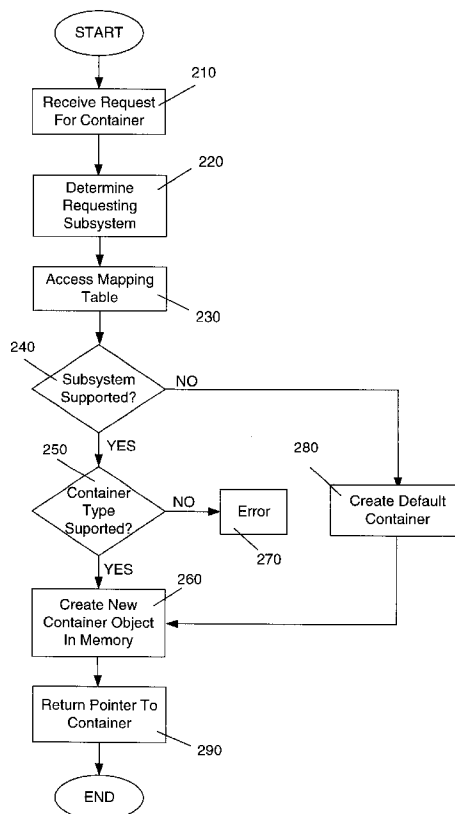 START
210
Receive Request
For Container
220
Determine
Requesting
Subsystem
Access Mapping
Table
230
240
Subsystem
Supported?
NO
YES
250
280
Container
Type
Suported?
NO
Error
270
Create Default
Container
YES
260
Create New
Container Object
In Memory
Return Pointer To
Container
290
END